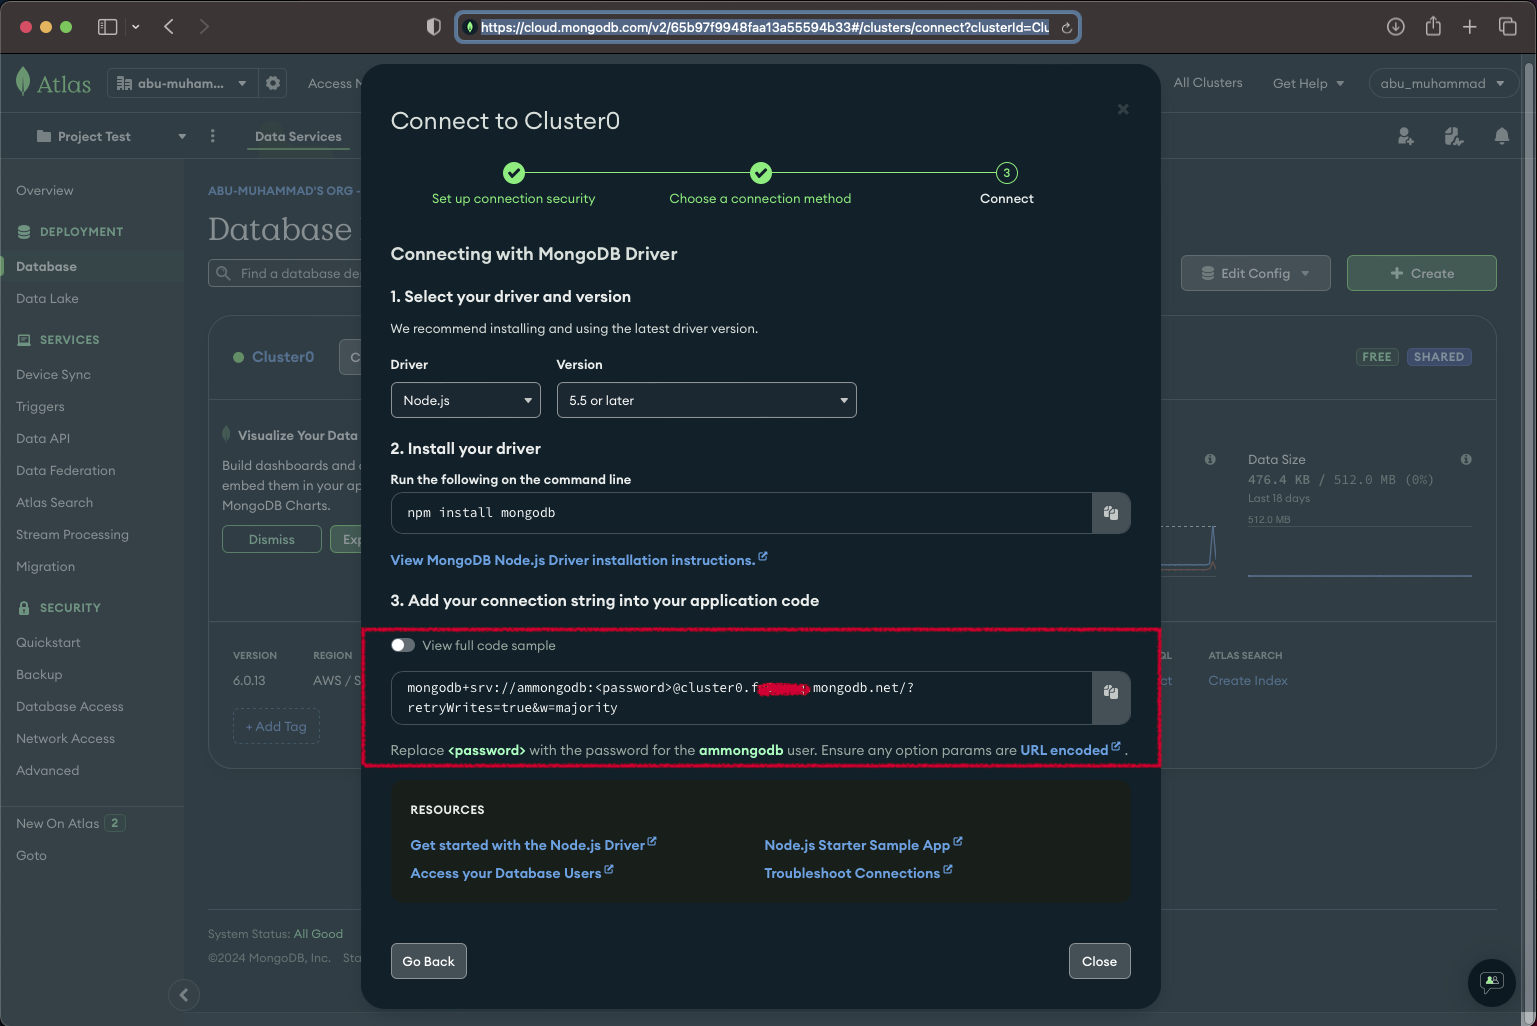 https://cloud.mongodb.com/v2/65b97f9948faa13a55594b33#/clusters/connect?clusterId=Clu
Atlas
abu-muham...
Access M
All Clusters
Get Help
abu_muhammad
Project Test
Data Services
Overview
DEPLOYMENT
Database
Data Lake
SERVICES
Device Sync
Triggers
Data API
Data Federation
Atlas Search
Stream Processing
Migration
SECURITY
Quickstart
Backup
Database Access
Network Access
Advanced
New On Atlas 2
Goto
ABU-MUHAMMAD'S ORG -
Database
Find a database de
Edit Config
+ Create
Cluster0
C
FREE
SHARED
Visualize Your Data
Build dashboards and
embed them in your ap
MongoDB Charts.
Dismiss
Exp
Data Size
476.4 KB / 512.0 MB (0%)
Last 18 days
512.0 MB
VERSION
6.0.13
REGION
AWS / S
+ Add Tag
QL
ct
ATLAS SEARCH
Create Index
System Status: All Good
©2024 MongoDB, Inc. Sta
Connect to Cluster0
Set up connection security
Choose a connection method
3
Connect
Connecting with MongoDB Driver
1. Select your driver and version
We recommend installing and using the latest driver version.
Driver
Version
Node.js
5.5 or later
2. Install your driver
Run the following on the command line
npm install mongodb
View MongoDB Node.js Driver installation instructions.
3. Add your connection string into your application code
View full code sample
mongodb+srv://ammongodb:<password>@cluster0.f mongodb.net/?
retryWrites=true&w=majority
Replace <password> with the password for the ammongodb user. Ensure any option params are URL encoded .
RESOURCES
Get started with the Node.js Driver
Node.js Starter Sample App
Access your Database Users
Troubleshoot Connections
Go Back
Close